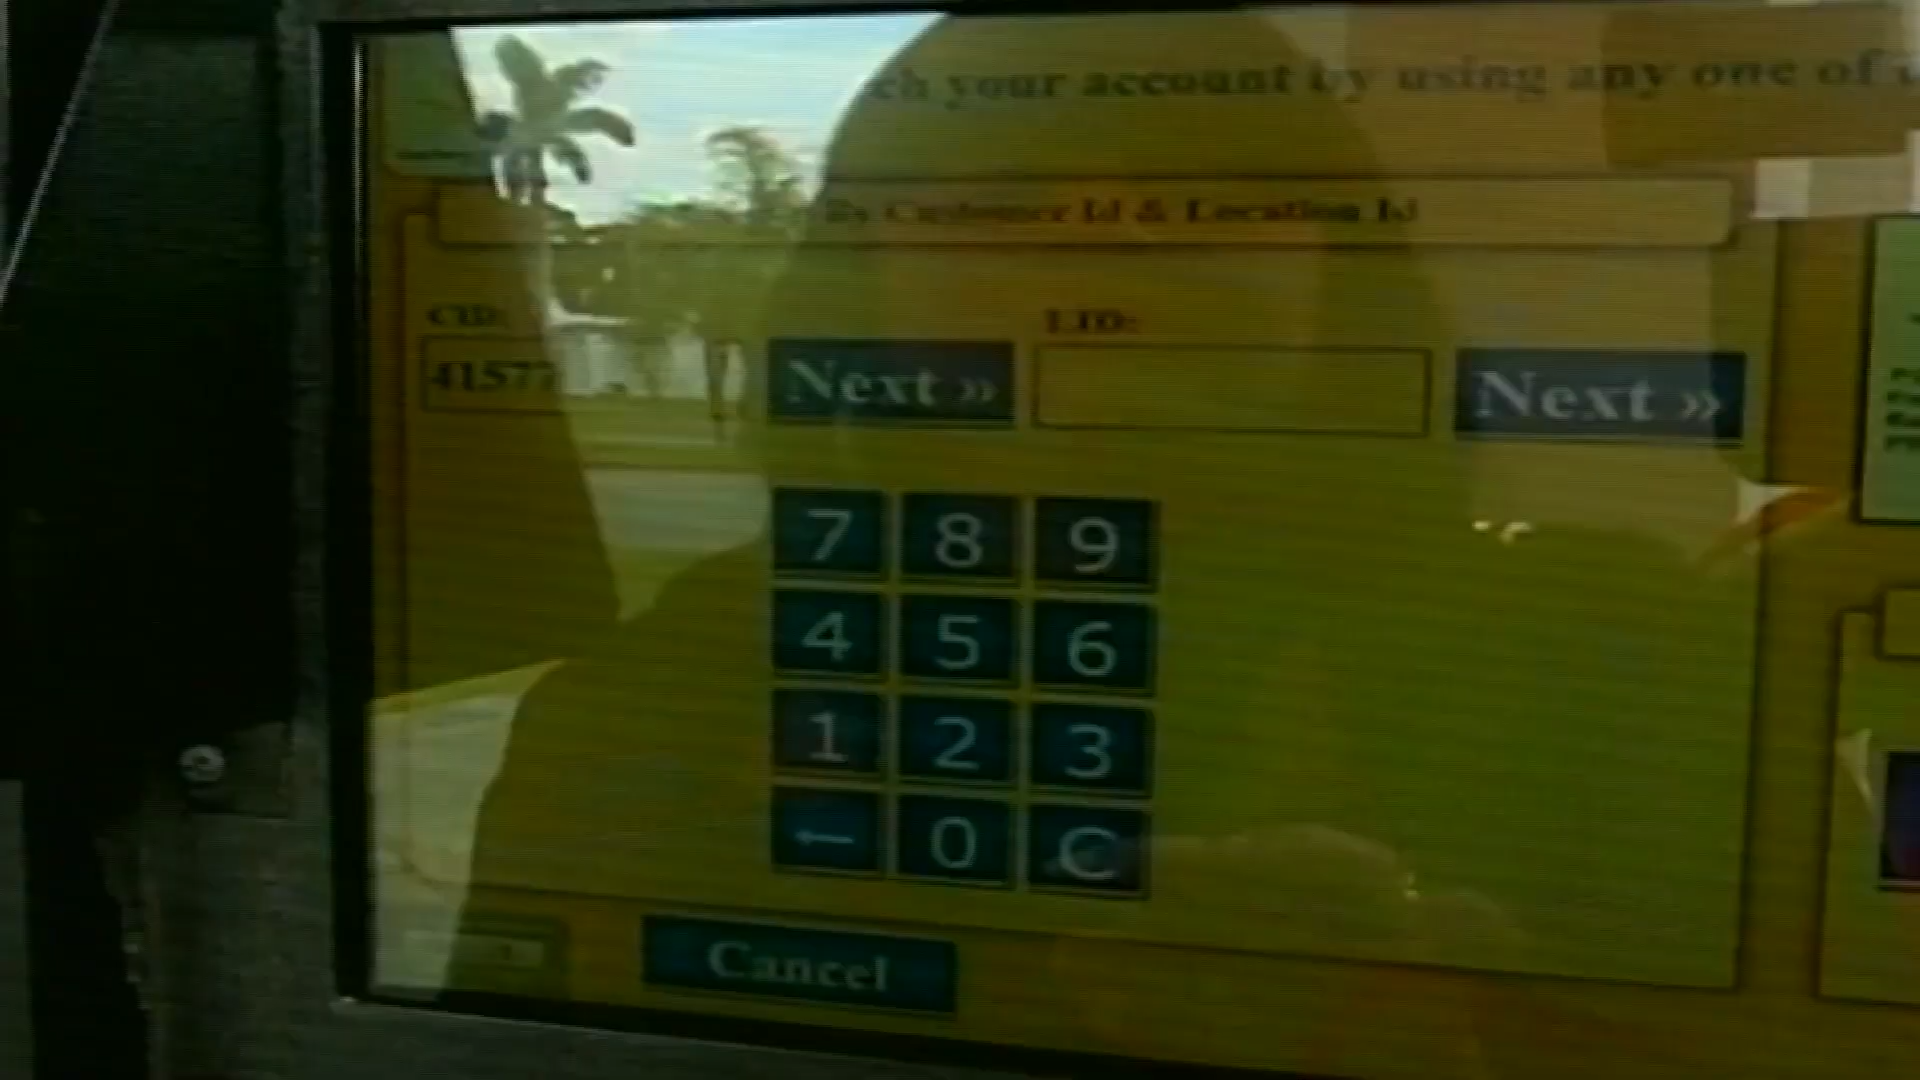 your account by using any one of
By Customer Id & Location Id
CID:
LID:
41577
Next »
Next »
7 8 9
4 5 6
1 2 3
← 0 C
Cancel